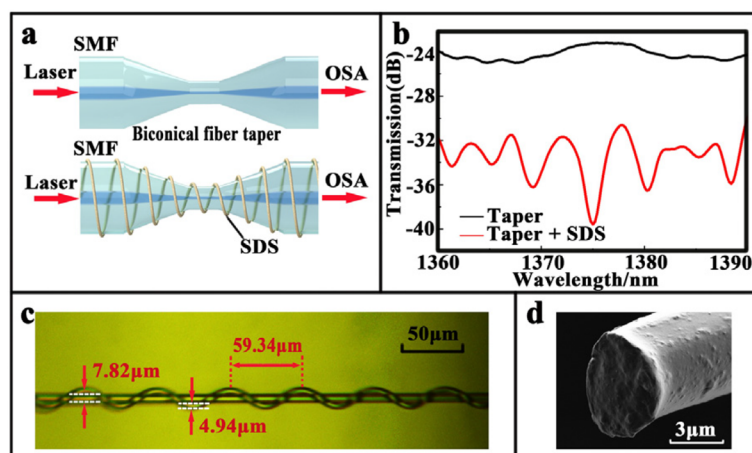 a
SMF
Laser
OSA
Biconical fiber taper
SMF
Laser
OSA
SDS
b
Transmission(dB)
-24
-28
-32
-36
-40
Taper
Taper + SDS
1360
1370
1380
1390
Wavelength/nm
c
7.82μm
59.34μm
50μm
4.94μm
d
3μm